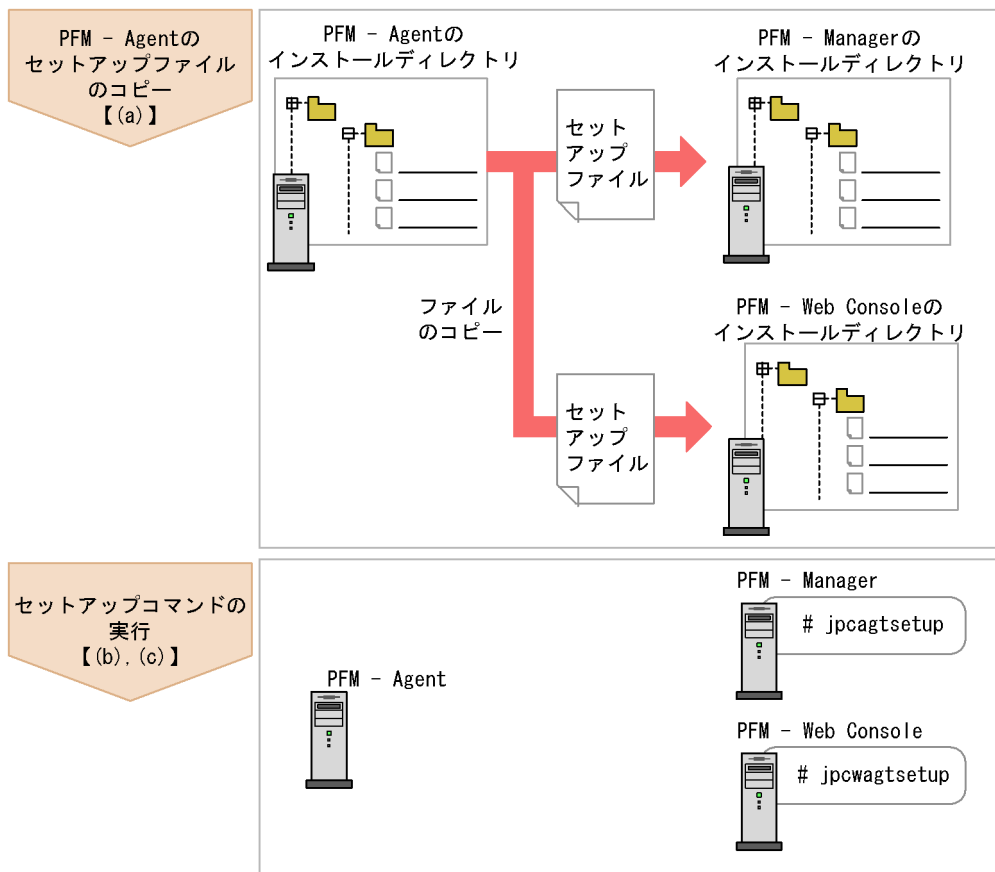 PFM - Agentの
セットアップファイル
のコピー
【(a)】
PFM - Agentの
インストールディレクトリ
セット
アップ
ファイル
PFM - Managerの
インストールディレクトリ
ファイル
のコピー
セット
アップ
ファイル
PFM - Web Consoleの
インストールディレクトリ
セットアップコマンドの
実行
【(b),(c)】
PFM - Agent
PFM - Manager
# jpcagtsetup
PFM - Web Console
# jpcwagtsetup